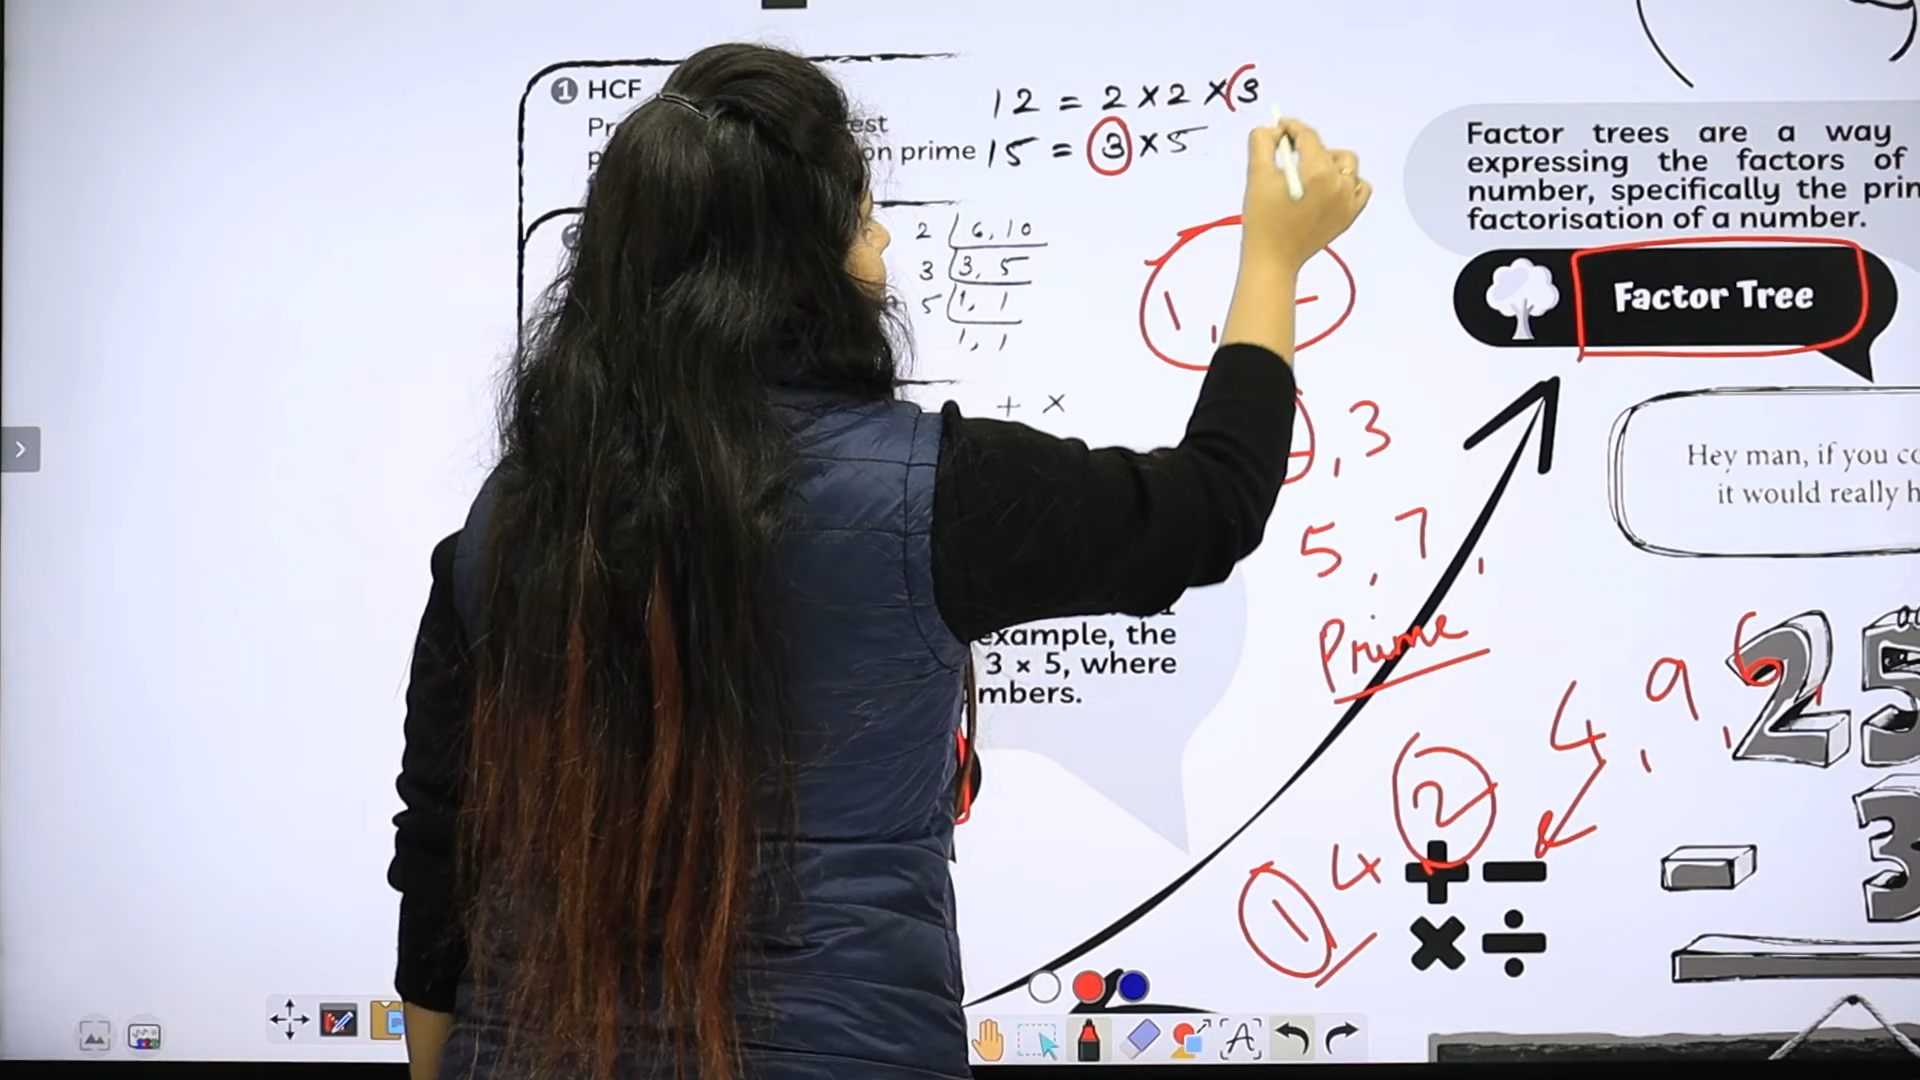 1 HCF
est
on prime
12 = 2 × 2 × 3
15 = 3 × 5
2 6, 10
3 3, 5
5 1, 1
1, 1
+ ×
1,
, 3
5, 7,
Prime
example, the
3 × 5, where
mbers.
Factor trees are a way
expressing the factors of
number, specifically the prin
factorisation of a number.
Factor Tree
Hey man, if you co
it would really h
4, 9, 6,
2
1 4
+ −
× ÷
25
− 3
A